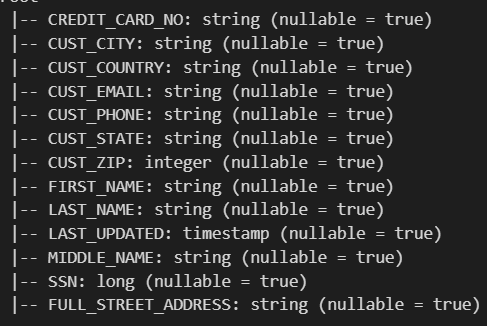 |-- CREDIT_CARD_NO: string (nullable = true)
|-- CUST_CITY: string (nullable = true)
|-- CUST_COUNTRY: string (nullable = true)
|-- CUST_EMAIL: string (nullable = true)
|-- CUST_PHONE: string (nullable = true)
|-- CUST_STATE: string (nullable = true)
|-- CUST_ZIP: integer (nullable = true)
|-- FIRST_NAME: string (nullable = true)
|-- LAST_NAME: string (nullable = true)
|-- LAST_UPDATED: timestamp (nullable = true)
|-- MIDDLE_NAME: string (nullable = true)
|-- SSN: long (nullable = true)
|-- FULL_STREET_ADDRESS: string (nullable = true)